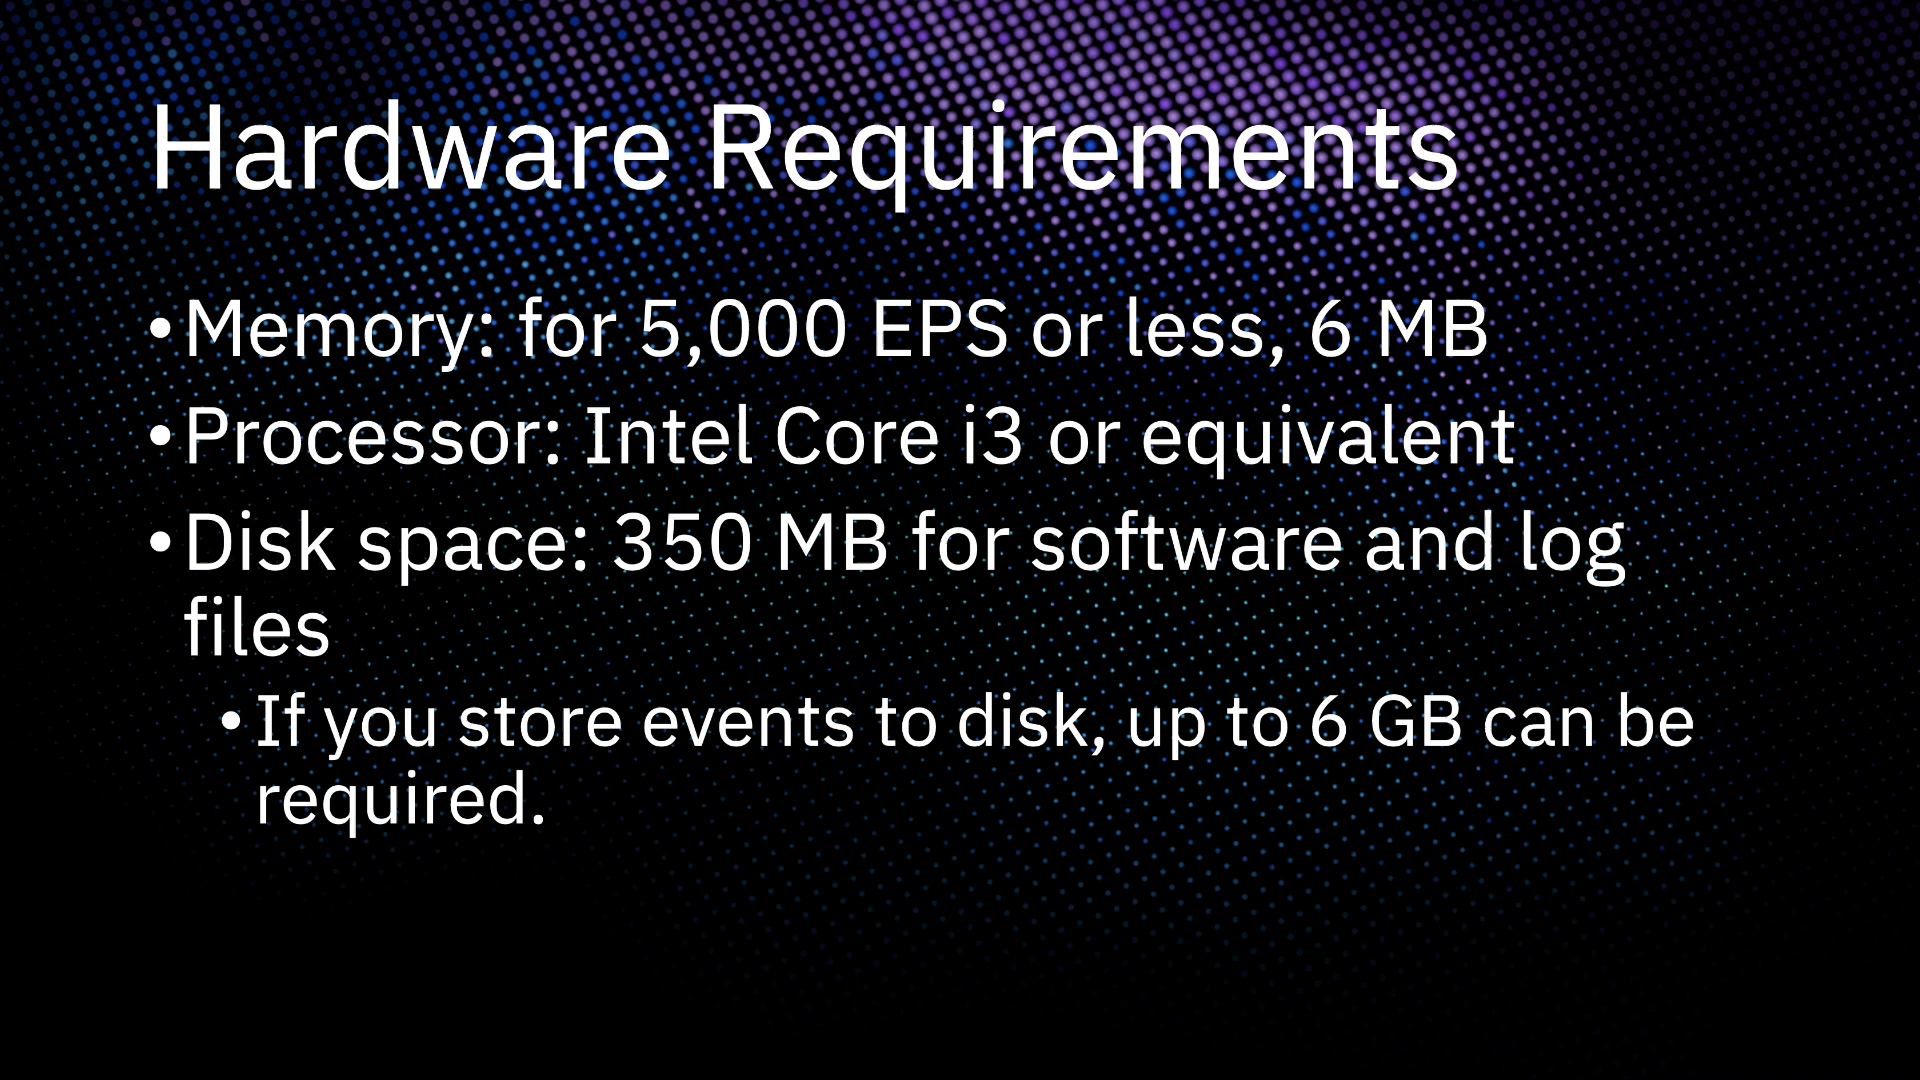 Hardware Requirements
•Memory: for 5,000 EPS or less, 6 MB
•Processor: Intel Core i3 or equivalent
•Disk space: 350 MB for software and log
files
•If you store events to disk, up to 6 GB can be
required.